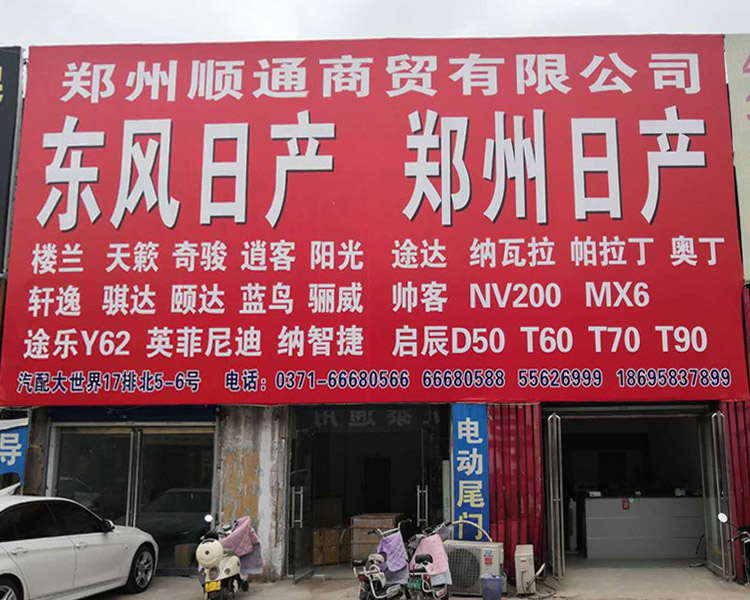 郑州顺通商贸有限公司
东风日产 郑州日产
楼兰 天籁 奇骏 逍客 阳光 途达 纳瓦拉 帕拉丁 奥丁
轩逸 骐达 颐达 蓝鸟 骊威 帅客 NV200 MX6
途乐Y62 英菲尼迪 纳智捷 启辰D50 T60 T70 T90
汽配大世界17排北5-6号 电话：0371-66680566 66680588 55626999 18695837899
电动尾门
导